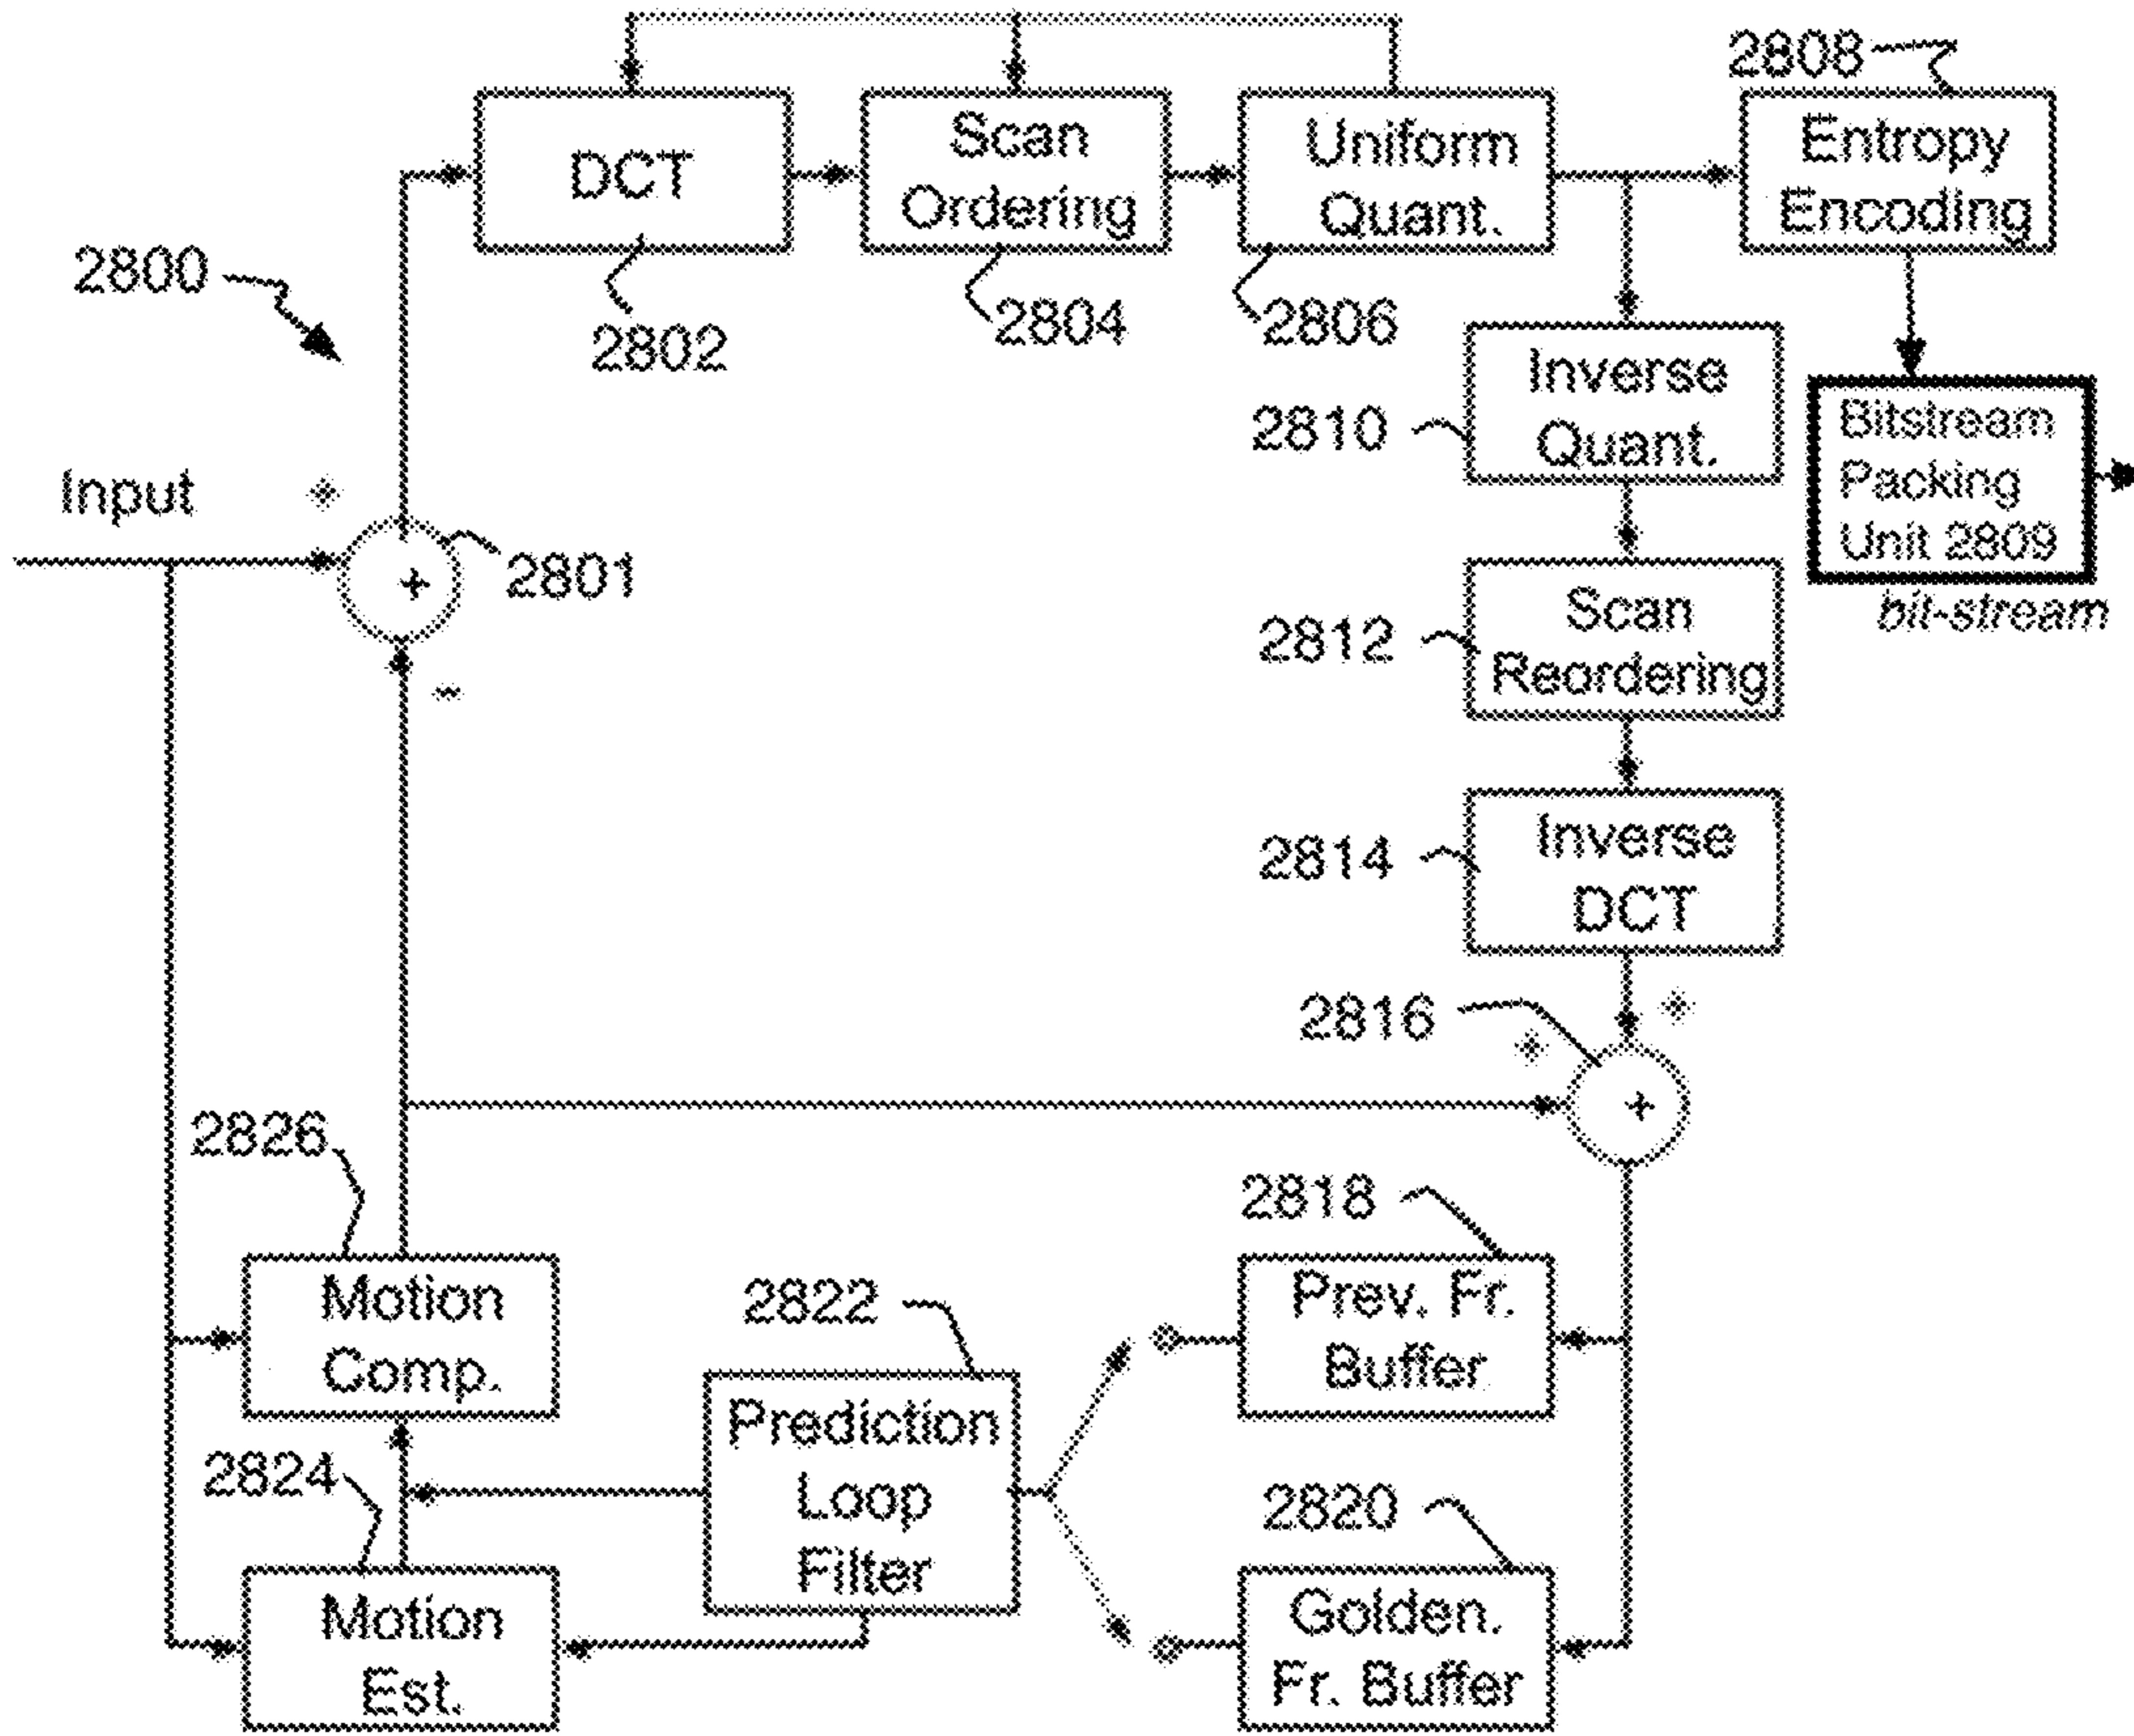 2808
DCT
Scan
Ordering
Uniform
Quant.
Entropy
Encoding
2800
2802
2804
2806
Inverse
Quant.
2810
Bitstream
Packing
Unit 2809
bit-stream
Input
+
+
2801
-
Scan
Reordering
2812
Inverse
DCT
2814
2816
+
+
+
2826
2818
Motion
Comp.
2822
Prev. Fr.
Buffer
2824
Prediction
Loop
Filter
2820
Motion
Est.
Golden.
Fr. Buffer